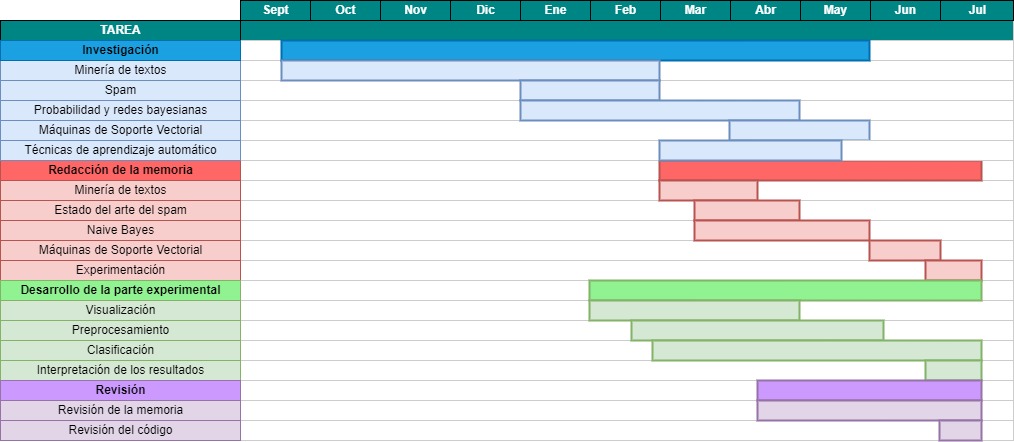 Sept Oct Nov Dic Ene Feb Mar Abr May Jun Jul
TAREA
Investigación
Minería de textos
Spam
Probabilidad y redes bayesianas
Máquinas de Soporte Vectorial
Técnicas de aprendizaje automático
Redacción de la memoria
Minería de textos
Estado del arte del spam
Naive Bayes
Máquinas de Soporte Vectorial
Experimentación
Desarrollo de la parte experimental
Visualización
Preprocesamiento
Clasificación
Interpretación de los resultados
Revisión
Revisión de la memoria
Revisión del código